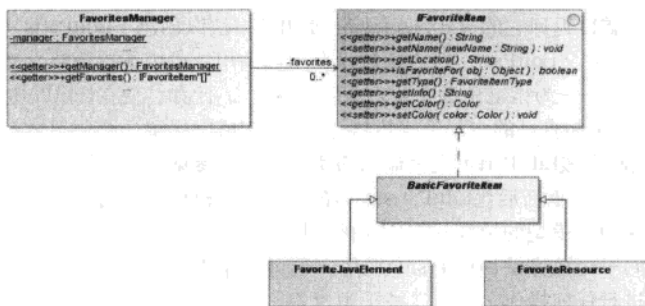 FavoritesManager
-manager : FavoritesManager
...
<<getter>>+getManager() : FavoritesManager
<<getter>>+getFavorites() : IFavoriteItem"[]"
...
-favorites
0..*
IFavoriteItem
<<getter>>+getName() : String
<<setter>>+setName( newName : String ) : void
<<getter>>+getLocation() : String
<<getter>>+isFavoriteFor( obj : Object ) : boolean
<<getter>>+getType() : FavoriteItemType
<<getter>>+getInfo() : String
<<getter>>+getColor() : Color
<<setter>>+setColor( color : Color ) : void
BasicFavoriteItem
FavoriteJavaElement
FavoriteResource